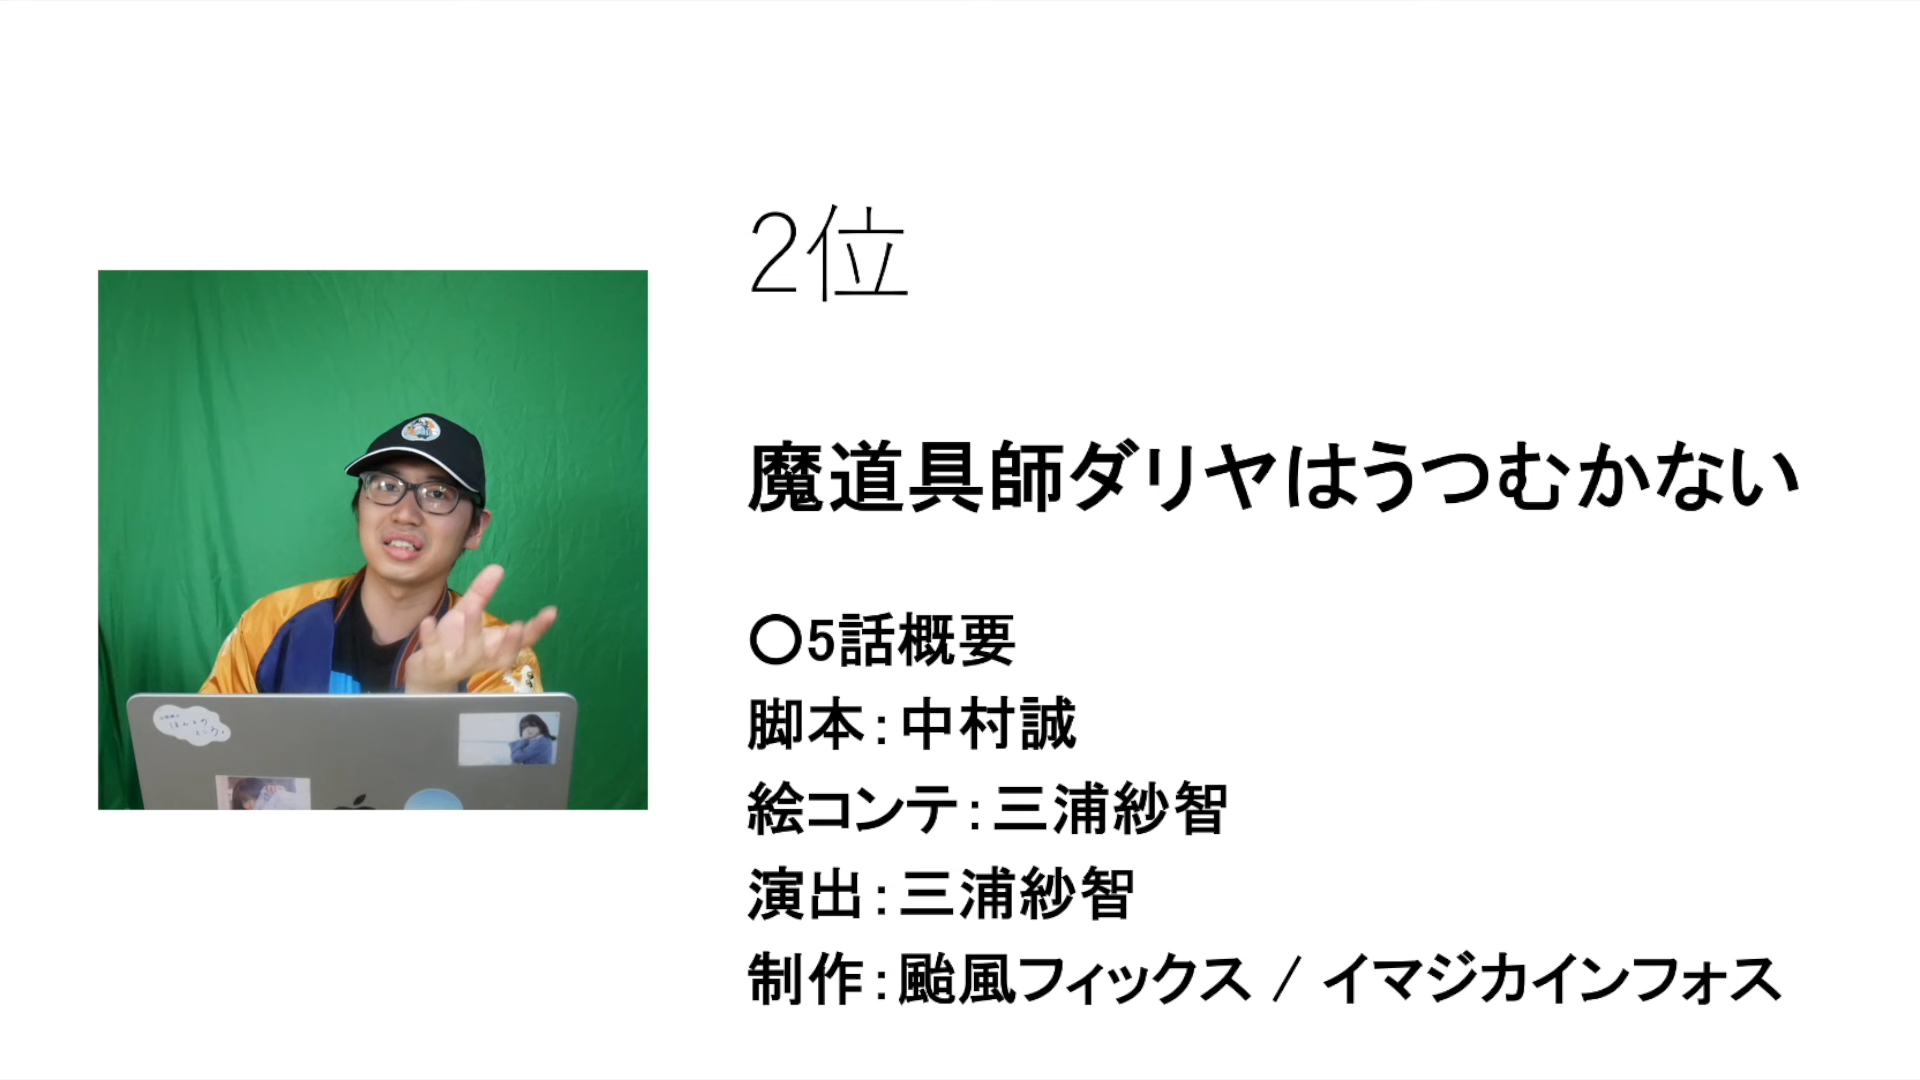 2位
魔道具師ダリヤはうつむかない
〇5話概要
脚本：中村誠
絵コンテ：三浦紗智
演出：三浦紗智
制作：颱風フィックス / イマジカインフォス